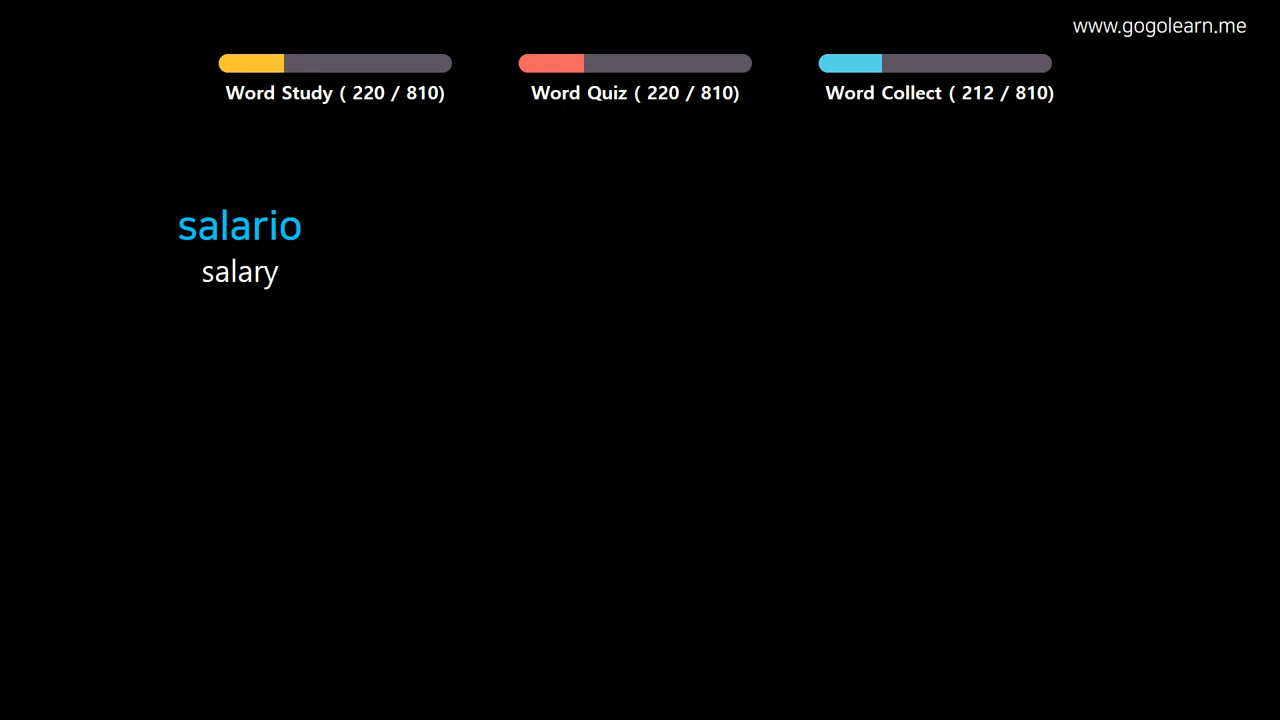 www.gogolearn.me
Word Study ( 220 / 810)
Word Quiz ( 220 / 810)
Word Collect ( 212 / 810)
salario
salary